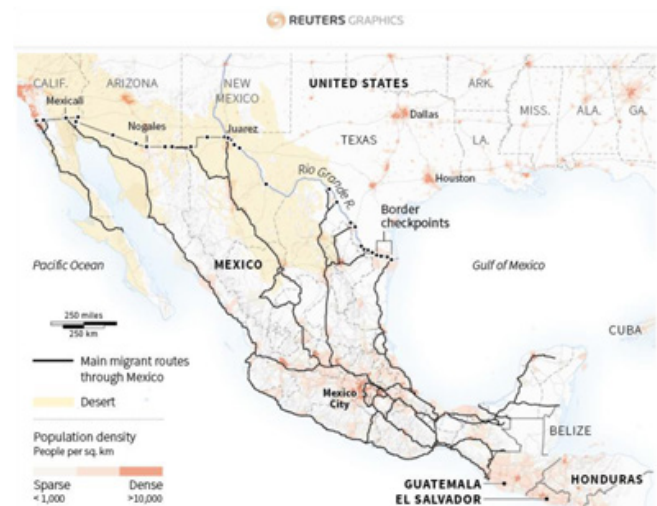 REUTERS GRAPHICS
CALIF.
ARIZONA
NEW
MEXICO
UNITED STATES
ARK.
Mexicali
Nogales
Juarez
Dallas
MISS.
ALA.
GA.
TEXAS
LA.
Rio Grande R.
Houston
Border
checkpoints
Pacific Ocean
MEXICO
Gulf of Mexico
250 miles
250 km
CUBA
Main migrant routes
through Mexico
Desert
Mexico
City
Population density
People per sq. km
BELIZE
Sparse
< 1,000
Dense
>10,000
GUATEMALA
EL SALVADOR
HONDURAS